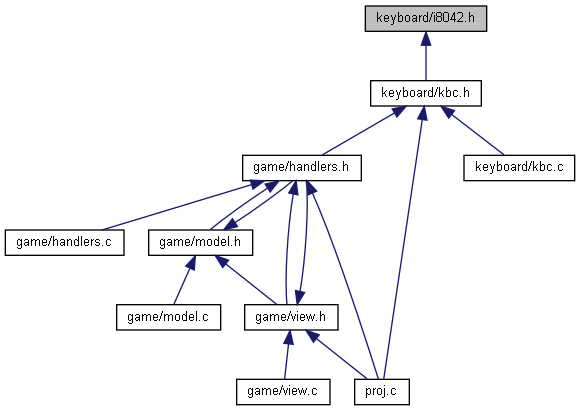 keyboard/i8042.h
keyboard/kbc.h
game/handlers.h
keyboard/kbc.c
game/handlers.c
game/model.h
game/model.c
game/view.h
game/view.c
proj.c